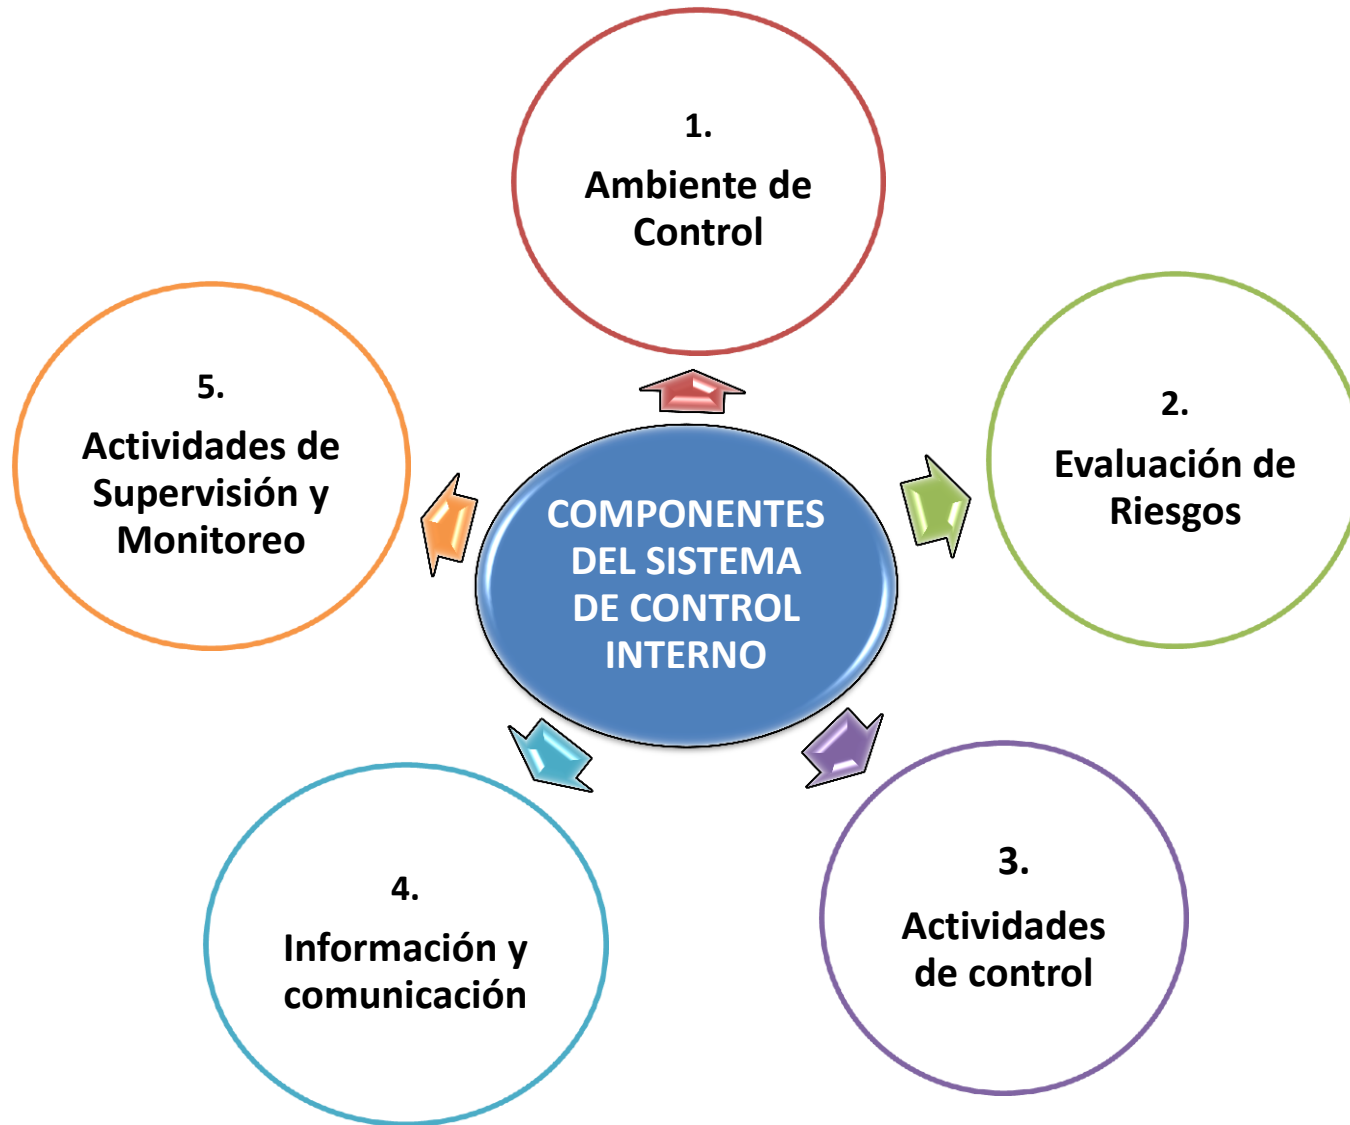 COMPONENTES
DEL SISTEMA
DE CONTROL
INTERNO
1.
Ambiente de
Control
2.
Evaluación de
Riesgos
3.
Actividades
de control
4.
Información y
comunicación
5.
Actividades de
Supervisión y
Monitoreo